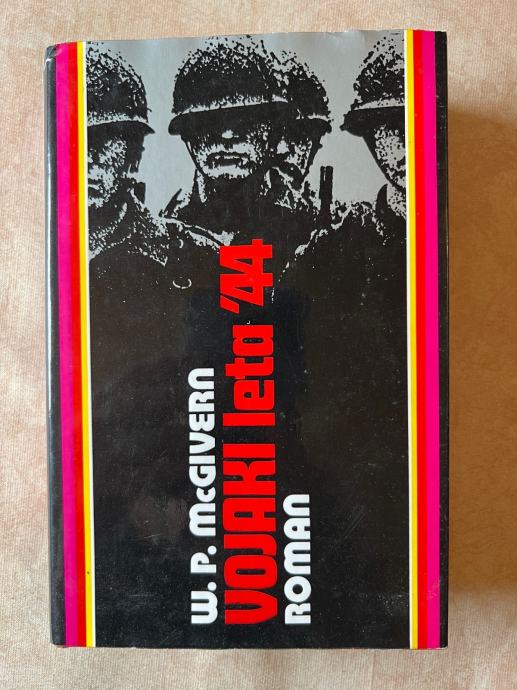 W. P. McGIVERN
VOJAKI leta '44
ROMAN